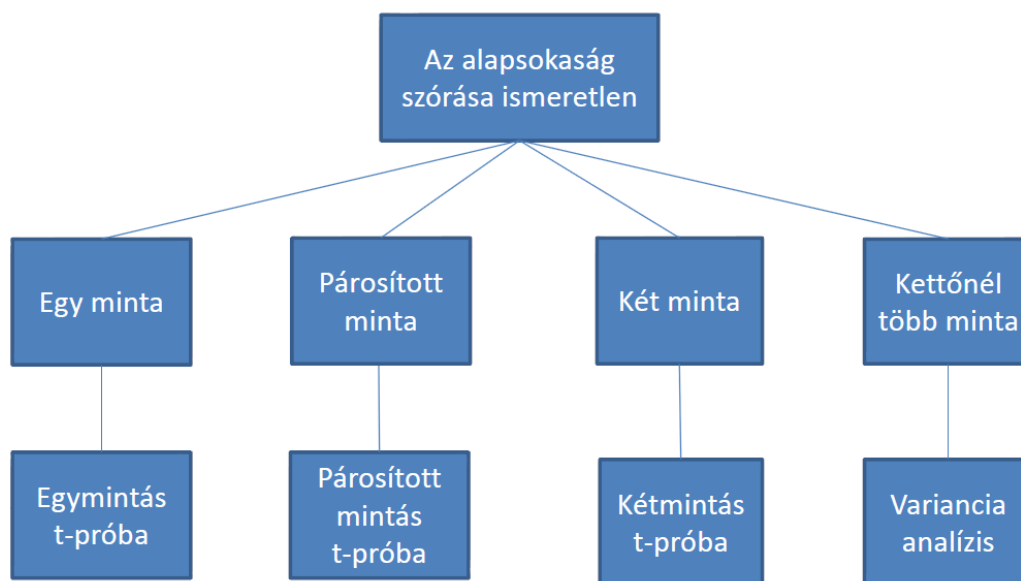 Az alapsokaság
szórása ismeretlen
Egy minta
Párosított
minta
Két minta
Kettőnél
több minta
Egymintás
t-próba
Párosított
mintás
t-próba
Kétmintás
t-próba
Variancia
analízis